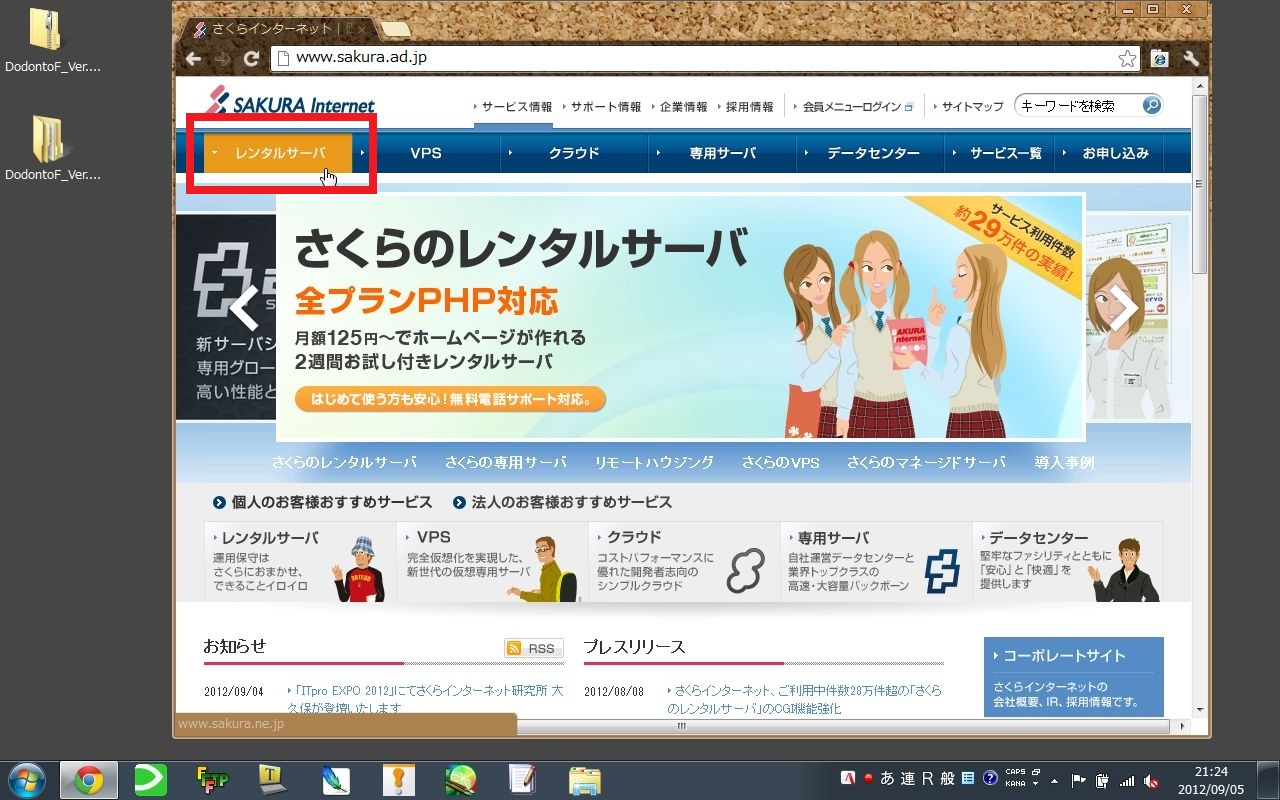 DodontoF_Ver....
DodontoF_Ver....
さくらインターネット |
www.sakura.ad.jp
SAKURA Internet
サービス情報 サポート情報 企業情報 採用情報 会員メニューログイン サイトマップ キーワードを検索
レンタルサーバ VPS クラウド 専用サーバ データセンター サービス一覧 お申し込み
さくらのレンタルサーバ
全プランPHP対応
月額125円～でホームページが作れる
2週間お試し付きレンタルサーバ
はじめて使う方も安心！無料電話サポート対応。
サービス利用件数
約29万件の実績！
SAKURA
Internet
新サーバシ
専用グロー
高い性能と
さくらのレンタルサーバ さくらの専用サーバ リモートハウジング さくらのVPS さくらのマネージドサーバ 導入事例
個人のお客様おすすめサービス 法人のお客様おすすめサービス
レンタルサーバ
運用保守は
さくらにおまかせ、
できることイロイロ
VPS
完全仮想化を実現した、
新世代の仮想専用サーバ
クラウド
コストパフォーマンスに
優れた開発者志向の
シンプルクラウド
専用サーバ
自社運営データセンターと
業界トップクラスの
高速・大容量バックボーン
データセンター
堅牢なファシリティとともに
「安心」と「快適」を
提供します
お知らせ RSS
2012/09/04 「ITpro EXPO 2012」にてさくらインターネット研究所 大
久保が登壇いたします
プレスリリース
2012/08/08 さくらインターネット、ご利用中件数28万件超の「さくら
のレンタルサーバ」のCGI機能強化
コーポレートサイト
さくらインターネットの
会社概要、IR、採用情報です。
www.sakura.ne.jp
FFFTP
あ 連 R 般
CAPS
KANA
21:24
2012/09/05